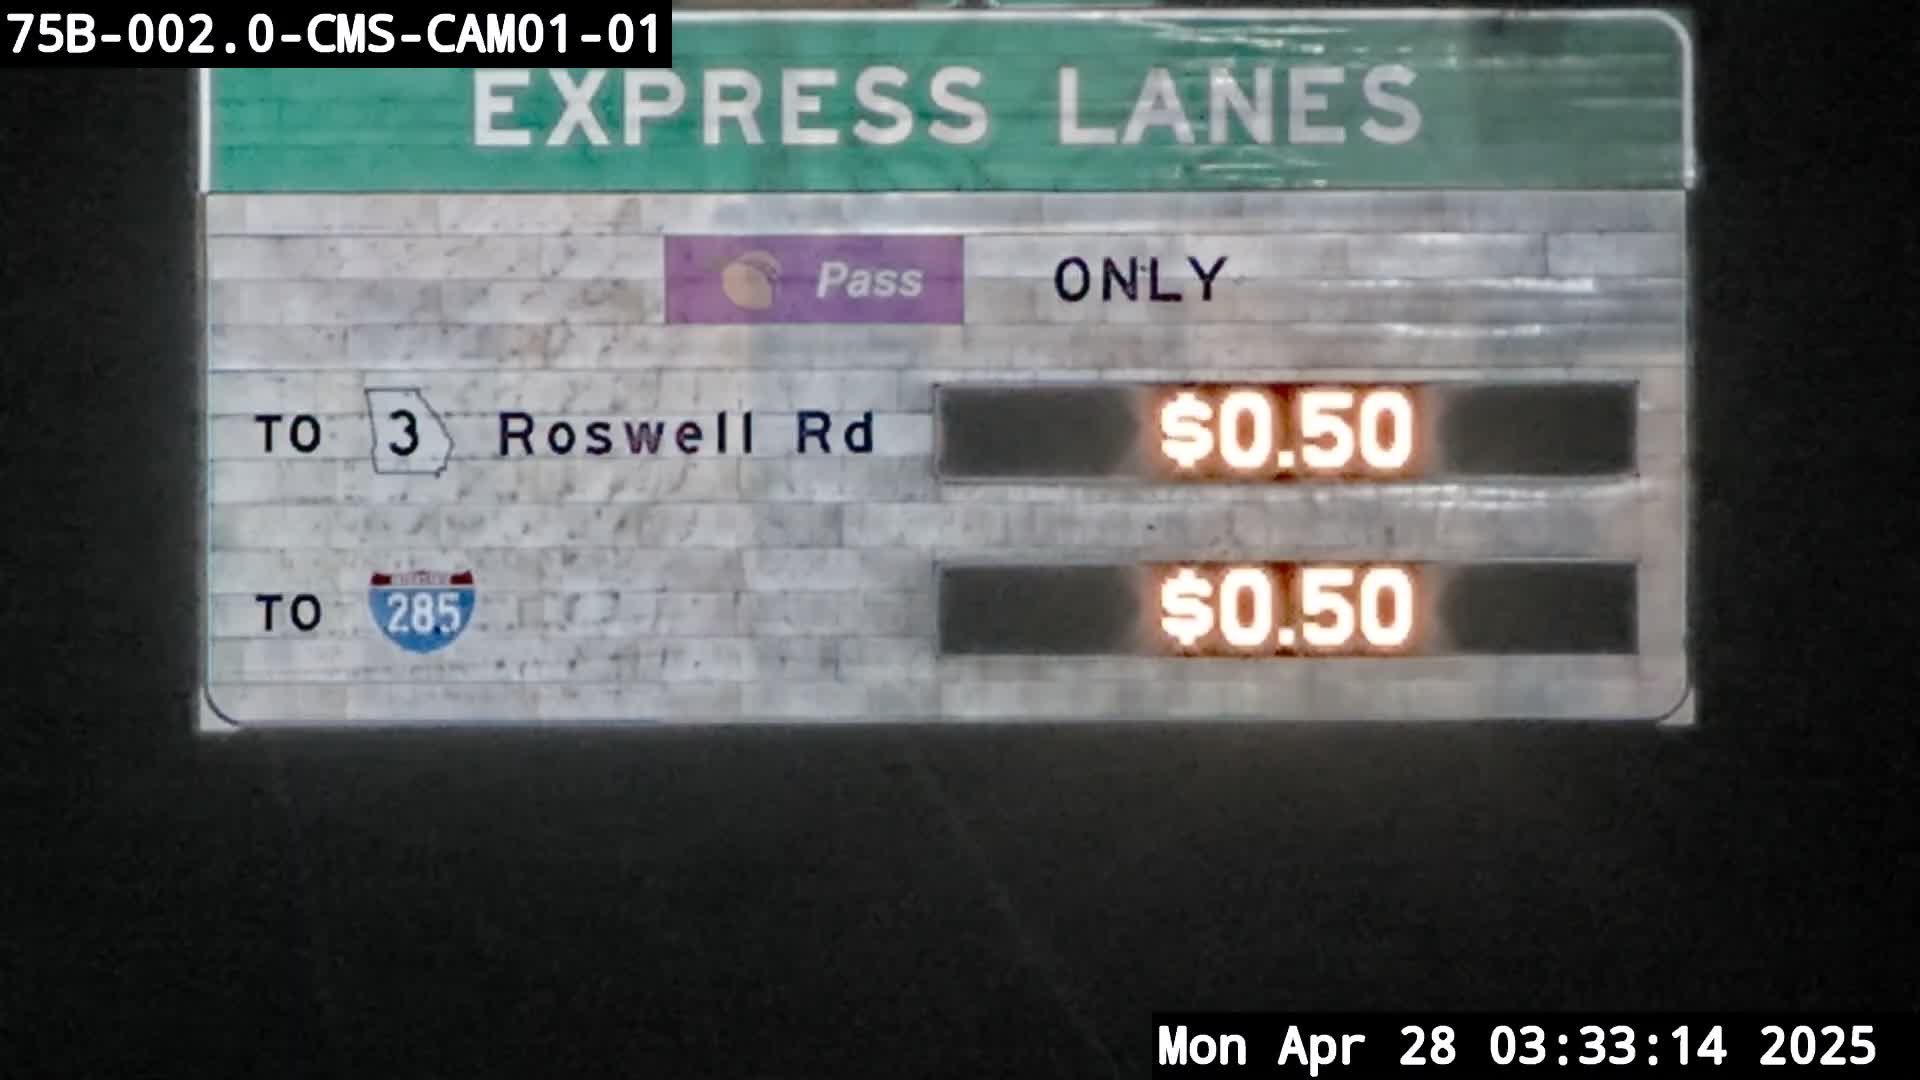 75B-002.0-CMS-CAM01-01
EXPRESS LANES
Pass ONLY
TO 3 Roswell Rd $0.50
TO 285 $0.50
Mon Apr 28 03:33:14 2025